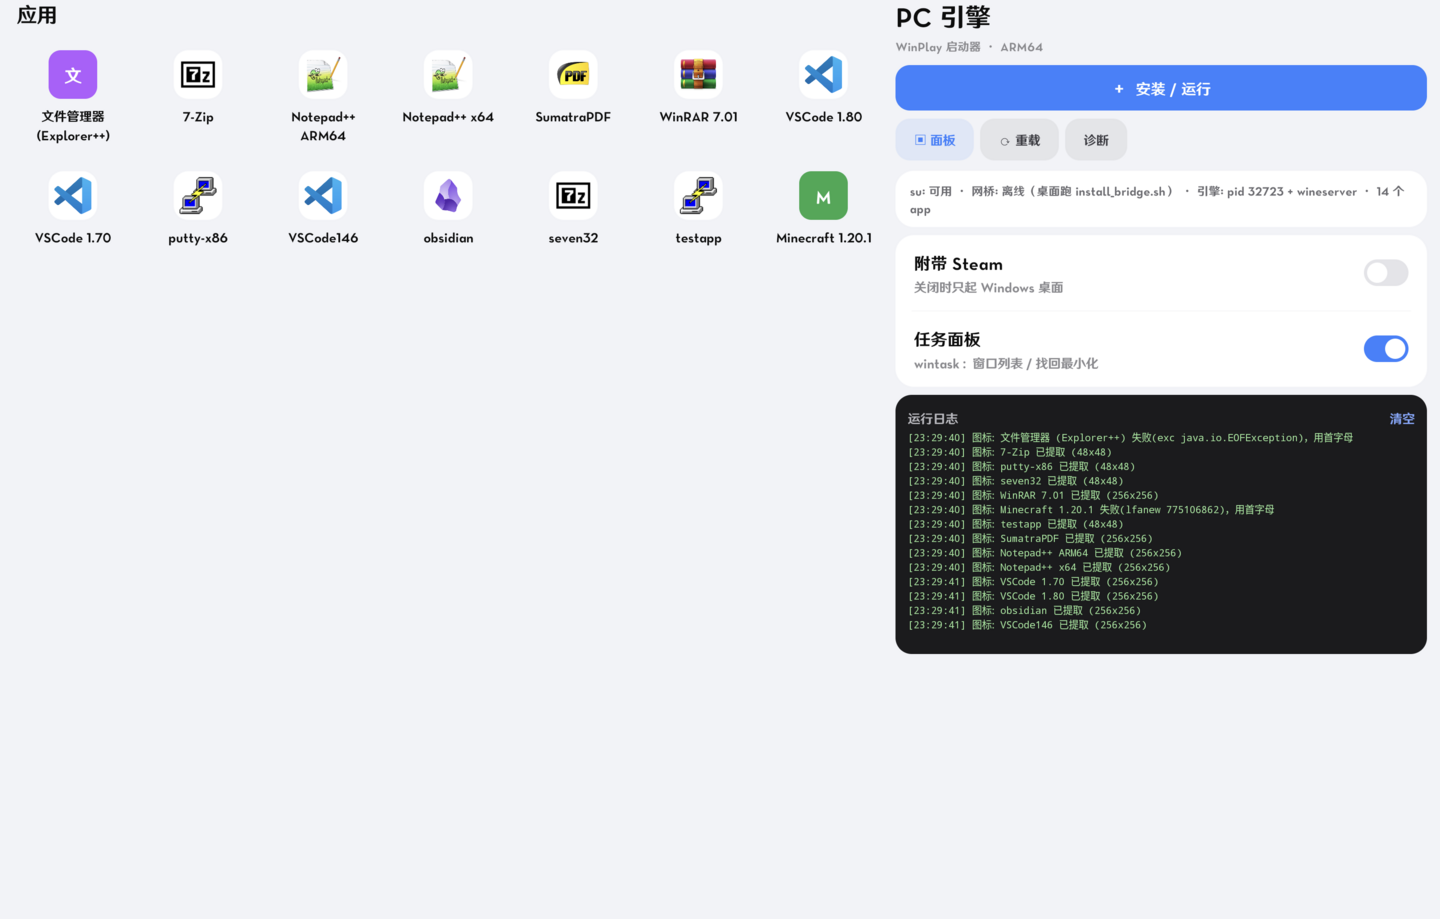 应用
文
文件管理器
(Explorer++)
7z
7-Zip
Notepad++
ARM64
Notepad++ x64
PDF
SumatraPDF
WinRAR 7.01
VSCode 1.80
VSCode 1.70
putty-x86
VSCode146
obsidian
7z
seven32
testapp
M
Minecraft 1.20.1
PC 引擎
WinPlay 启动器 · ARM64
+ 安装 / 运行
▣ 面板
⟳ 重载
诊断
su: 可用 · 网桥: 离线（桌面跑 install_bridge.sh） · 引擎: pid 32723 + wineserver · 14 个
app
附带 Steam
关闭时只起 Windows 桌面
任务面板
wintask：窗口列表 / 找回最小化
运行日志
清空
[23:29:40] 图标: 文件管理器 (Explorer++) 失败(exc java.io.EOFException)，用首字母
[23:29:40] 图标: 7-Zip 已提取 (48x48)
[23:29:40] 图标: putty-x86 已提取 (48x48)
[23:29:40] 图标: seven32 已提取 (48x48)
[23:29:40] 图标: WinRAR 7.01 已提取 (256x256)
[23:29:40] 图标: Minecraft 1.20.1 失败(lfanew 775106862)，用首字母
[23:29:40] 图标: testapp 已提取 (48x48)
[23:29:40] 图标: SumatraPDF 已提取 (256x256)
[23:29:40] 图标: Notepad++ ARM64 已提取 (256x256)
[23:29:40] 图标: Notepad++ x64 已提取 (256x256)
[23:29:41] 图标: VSCode 1.70 已提取 (256x256)
[23:29:41] 图标: VSCode 1.80 已提取 (256x256)
[23:29:41] 图标: obsidian 已提取 (256x256)
[23:29:41] 图标: VSCode146 已提取 (256x256)